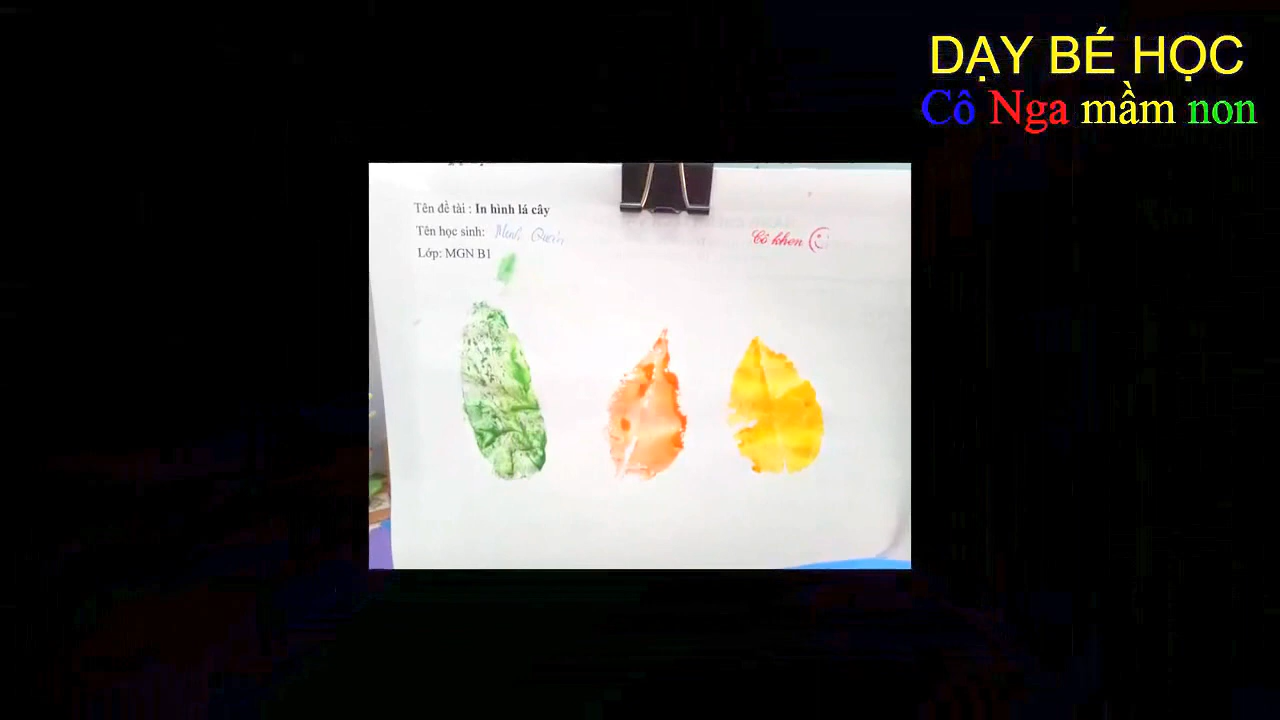 DẠY BÉ HỌC
Cô Nga mầm non
Tên đề tài : In hình lá cây
Tên học sinh: Minh
Cô khen
Lớp: MGN B1